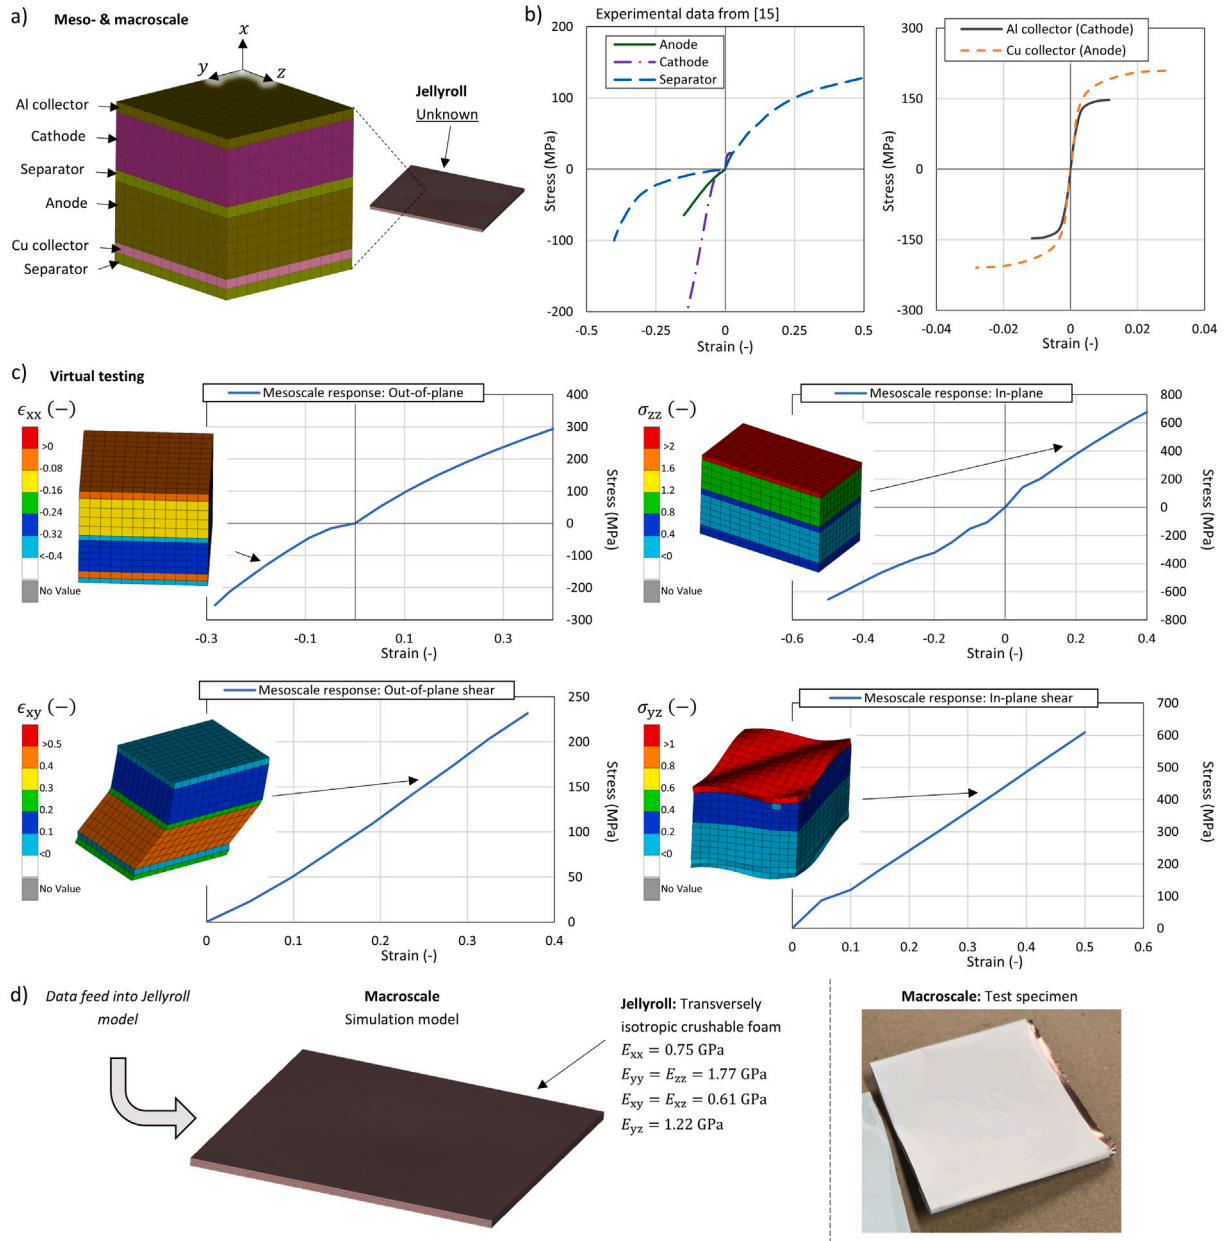 a) Meso- & macroscale
x
y
z
Al collector
Cathode
Separator
Anode
Cu collector
Separator
Jellyroll
Unknown
b)
Experimental data from [15]
200
100
0
-100
-200
Stress (MPa)
Anode
Cathode
Separator
-0.5
-0.25
0
0.25
0.5
Strain (-)
300
150
0
-150
-300
Stress (MPa)
Al collector (Cathode)
Cu collector (Anode)
-0.04
-0.02
0
0.02
0.04
Strain (-)
c) Virtual testing
ϵxx (−)
>0
-0.08
-0.16
-0.24
-0.32
<-0.4
No Value
Mesoscale response: Out-of-plane
400
300
200
100
0
-100
-200
-300
Stress (MPa)
-0.3
-0.1
0.1
0.3
Strain (-)
σzz (−)
>2
1.6
1.2
0.8
0.4
<0
No Value
Mesoscale response: In-plane
800
600
400
200
0
-200
-400
-600
-800
Stress (MPa)
-0.6
-0.4
-0.2
0
0.2
0.4
Strain (-)
ϵxy (−)
>0.5
0.4
0.3
0.2
0.1
<0
No Value
Mesoscale response: Out-of-plane shear
250
200
150
100
50
0
Stress (MPa)
0
0.1
0.2
0.3
0.4
Strain (-)
σyz (−)
>1
0.8
0.6
0.4
0.2
<0
No Value
Mesoscale response: In-plane shear
700
600
500
400
300
200
100
0
Stress (MPa)
0
0.1
0.2
0.3
0.4
0.5
0.6
Strain (-)
d)
Data feed into Jellyroll
model
Macroscale
Simulation model
Jellyroll: Transversely
isotropic crushable foam
Exx = 0.75 GPa
Eyy = Ezz = 1.77 GPa
Exy = Exz = 0.61 GPa
Eyz = 1.22 GPa
Macroscale: Test specimen